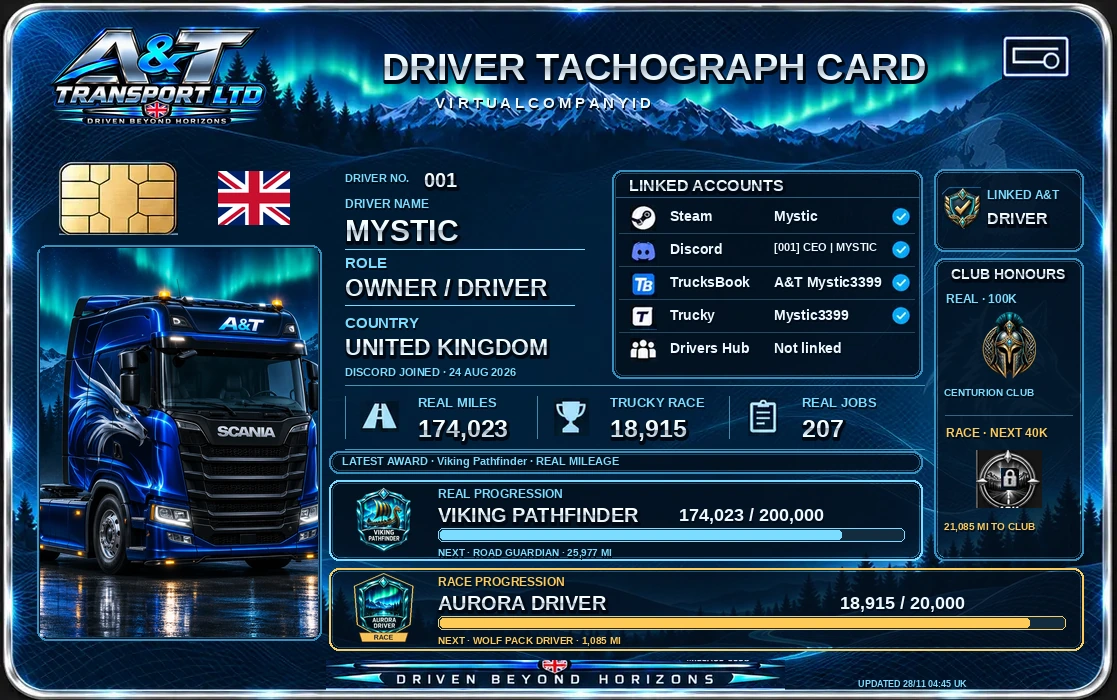 A&T
TRANSPORT LTD
DRIVEN BEYOND HORIZONS
DRIVER TACHOGRAPH CARD
VIRTUALCOMPANYID
DRIVER NO. 001
DRIVER NAME
MYSTIC
ROLE
OWNER / DRIVER
COUNTRY
UNITED KINGDOM
DISCORD JOINED · 24 AUG 2026
LINKED ACCOUNTS
Steam Mystic
Discord [001] CEO | MYSTIC
TB TrucksBook A&T Mystic3399
T Trucky Mystic3399
Drivers Hub Not linked
LINKED A&T
DRIVER
CLUB HONOURS
REAL · 100K
CENTURION CLUB
RACE · NEXT 40K
21,085 MI TO CLUB
A&T
SCANIA
REAL MILES
174,023
TRUCKY RACE
18,915
REAL JOBS
207
LATEST AWARD · Viking Pathfinder · REAL MILEAGE
VIKING
PATHFINDER
REAL PROGRESSION
VIKING PATHFINDER 174,023 / 200,000
NEXT · ROAD GUARDIAN · 25,977 MI
AURORA
DRIVER
RACE
RACE PROGRESSION
AURORA DRIVER 18,915 / 20,000
NEXT · WOLF PACK DRIVER · 1,085 MI
DRIVEN BEYOND HORIZONS
UPDATED 28/11 04:45 UK